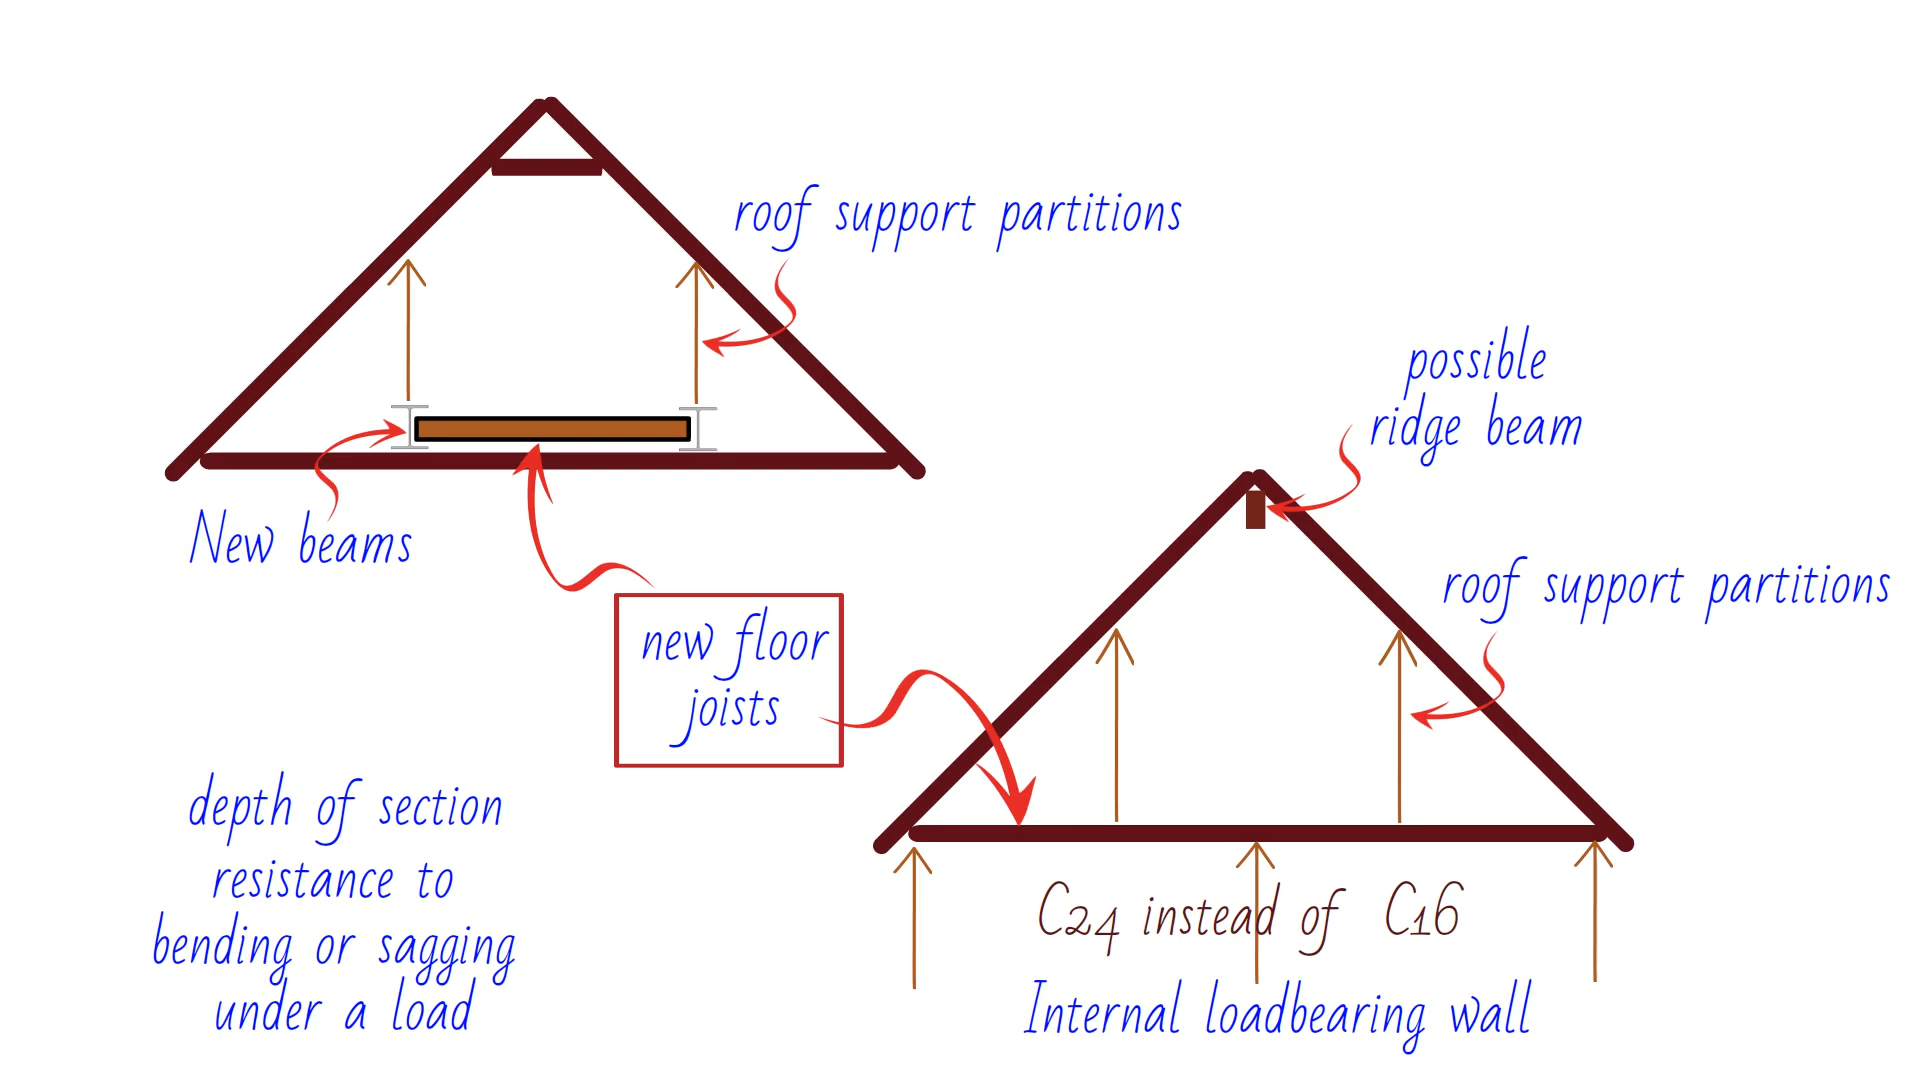 roof support partitions
New beams
new floor
joists
possible
ridge beam
roof support partitions
depth of section
resistance to
bending or sagging
under a load
C24 instead of C16
Internal loadbearing wall